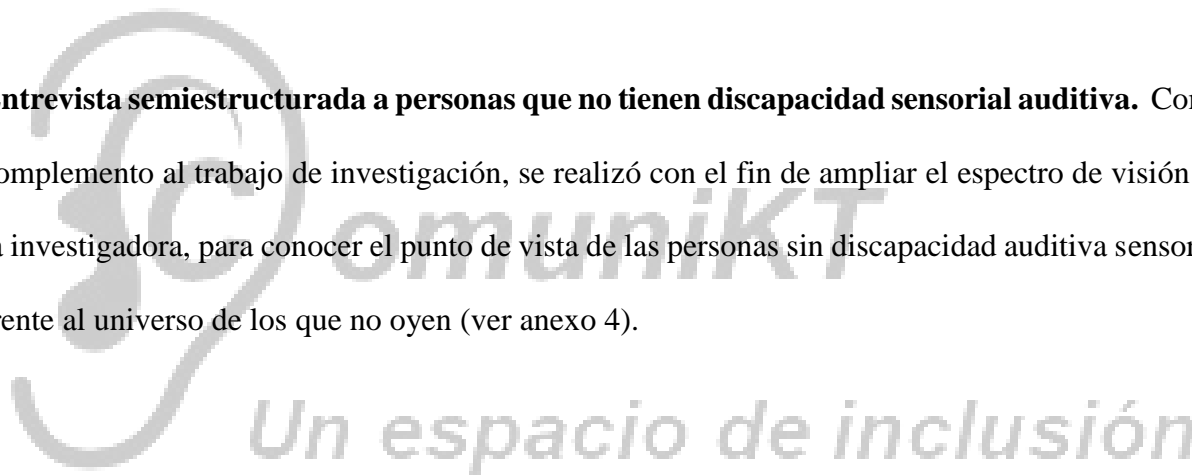 ntrevista semiestructurada a personas que no tienen discapacidad sensorial auditiva. Co
omplemento al trabajo de investigación, se realizó con el fin de ampliar el espectro de visión
a investigadora, para conocer el punto de vista de las personas sin discapacidad auditiva sensor
rente al universo de los que no oyen (ver anexo 4).
ComuniKT
Un espacio de inclusión